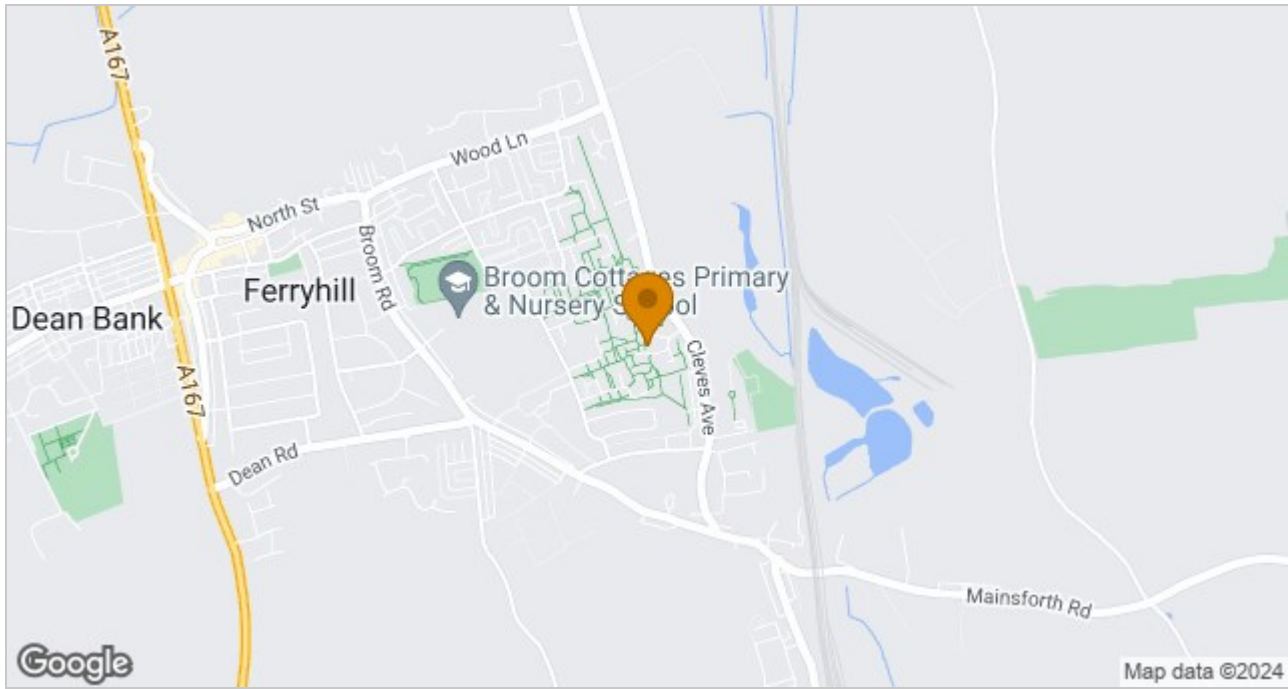 A167
Wood Ln
North St
Broom Rd
Ferryhill
Dean Bank
Broom Cottages Primary
& Nursery School
Cleves Ave
A167
Dean Rd
Mainsforth Rd
Google
Map data ©2024